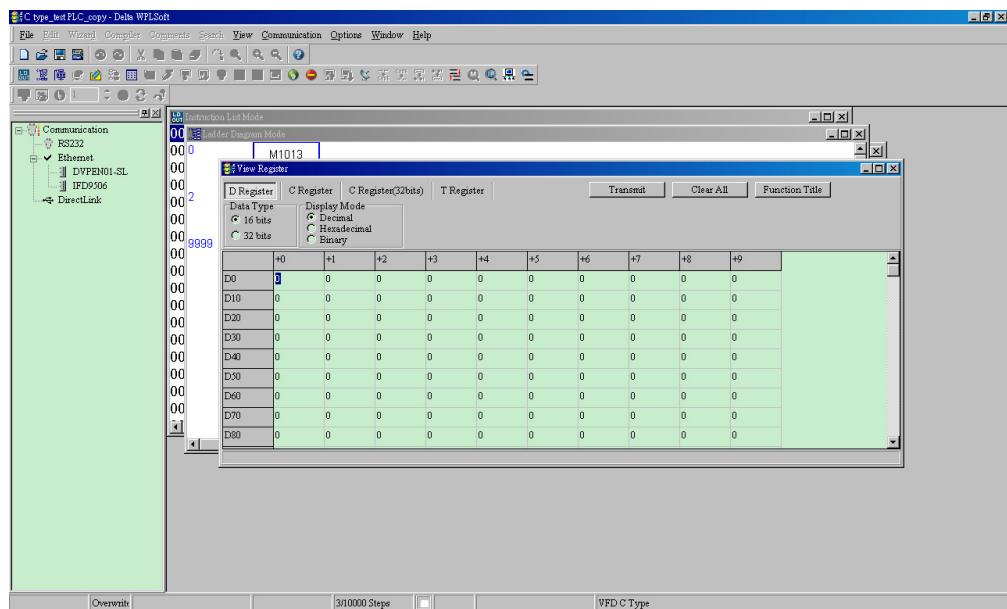 C type_test PLC_copy - Delta WPLSoft
File Edit Wizard Compiler Comments Search View Communication Options Window Help
1
Communication
RS232
Ethernet
DVPEN01-SL
IFD9506
DirectLink
Instruction List Mode
Ladder Diagram Mode
0
M1013
2
9999
View Register
D Register C Register C Register(32bits) T Register Transmit Clear All Function Title
Data Type Display Mode
16 bits Decimal
Hexadecimal
32 bits Binary
+0 +1 +2 +3 +4 +5 +6 +7 +8 +9
D0 0 0 0 0 0 0 0 0 0 0
D10 0 0 0 0 0 0 0 0 0 0
D20 0 0 0 0 0 0 0 0 0 0
D30 0 0 0 0 0 0 0 0 0 0
D40 0 0 0 0 0 0 0 0 0 0
D50 0 0 0 0 0 0 0 0 0 0
D60 0 0 0 0 0 0 0 0 0 0
D70 0 0 0 0 0 0 0 0 0 0
D80 0 0 0 0 0 0 0 0 0 0
Overwrite 3/10000 Steps VFD C Type